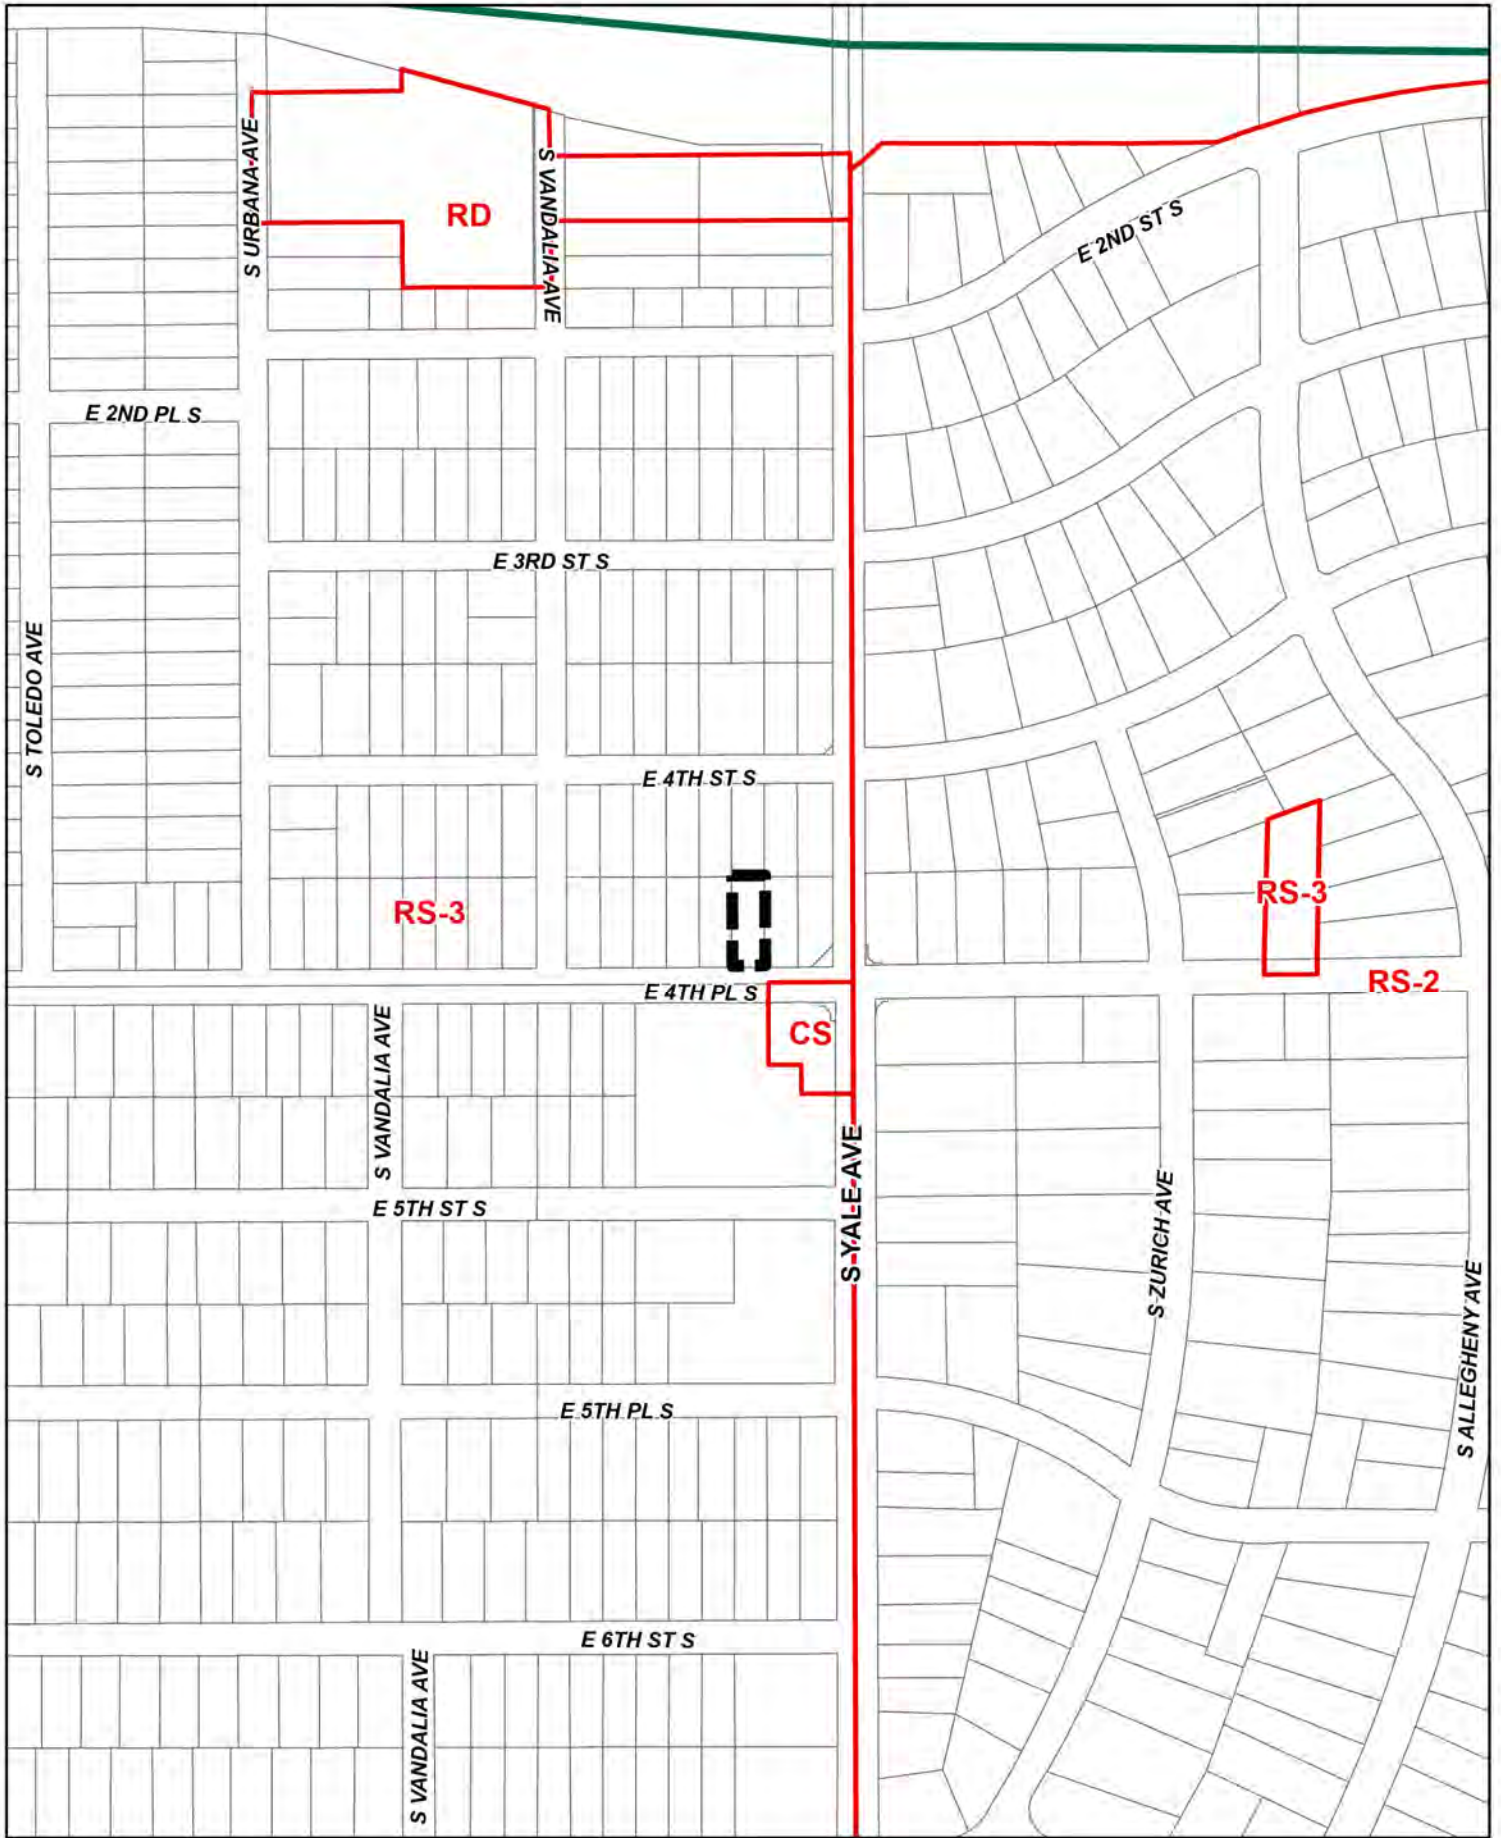 S URBANA AVE
S VANDALIA AVE
RD
E 2ND ST S
E 2ND PL S
E 3RD ST S
S TOLEDO AVE
E 4TH ST S
RS-3
RS-3
RS-2
E 4TH PL S
CS
S VANDALIA AVE
S YALE AVE
E 5TH ST S
S ZURICH AVE
S ALLEGHENY AVE
E 5TH PL S
E 6TH ST S
S VANDALIA AVE